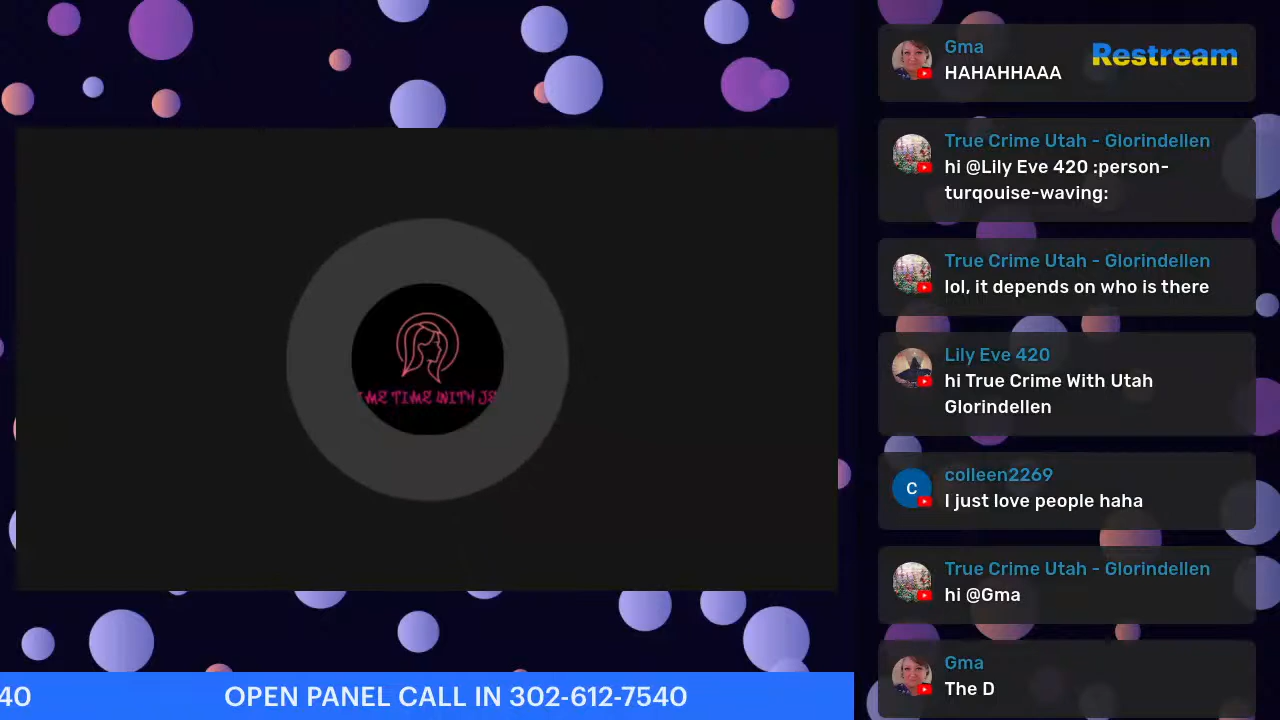 Gma
Restream
HAHAHHAAA
True Crime Utah - Glorindellen
hi @Lily Eve 420 :person-
turqouise-waving:
True Crime Utah - Glorindellen
lol, it depends on who is there
Lily Eve 420
hi True Crime With Utah
Glorindellen
C
colleen2269
I just love people haha
True Crime Utah - Glorindellen
hi @Gma
Gma
The D
TIME WITH
40
OPEN PANEL CALL IN 302-612-7540